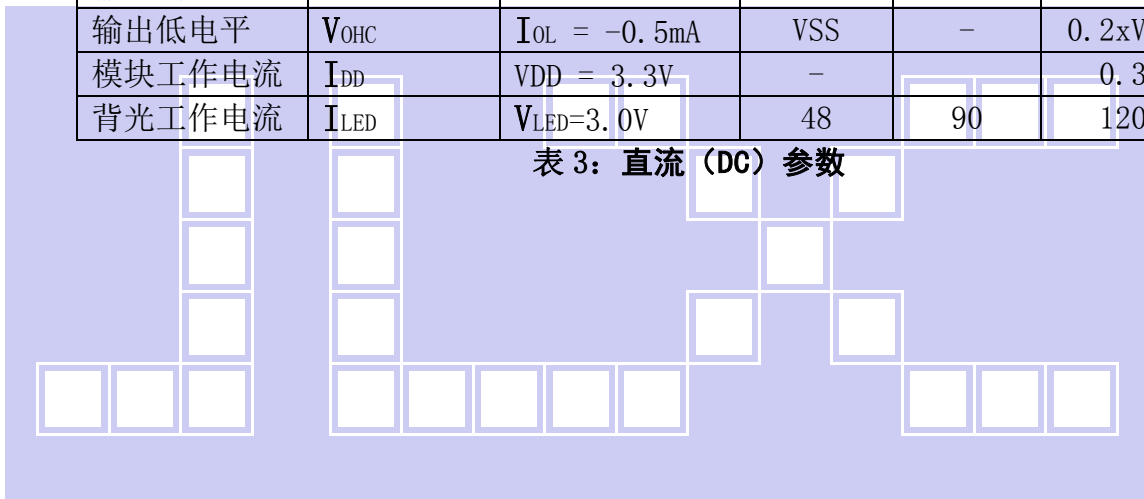 输出低电平 VOHC IOL = -0.5mA VSS - 0.2xV
模块工作电流 IDD VDD = 3.3V - 0.3
背光工作电流 ILED VLED=3.0V 48 90 120
表 3：直流（DC）参数